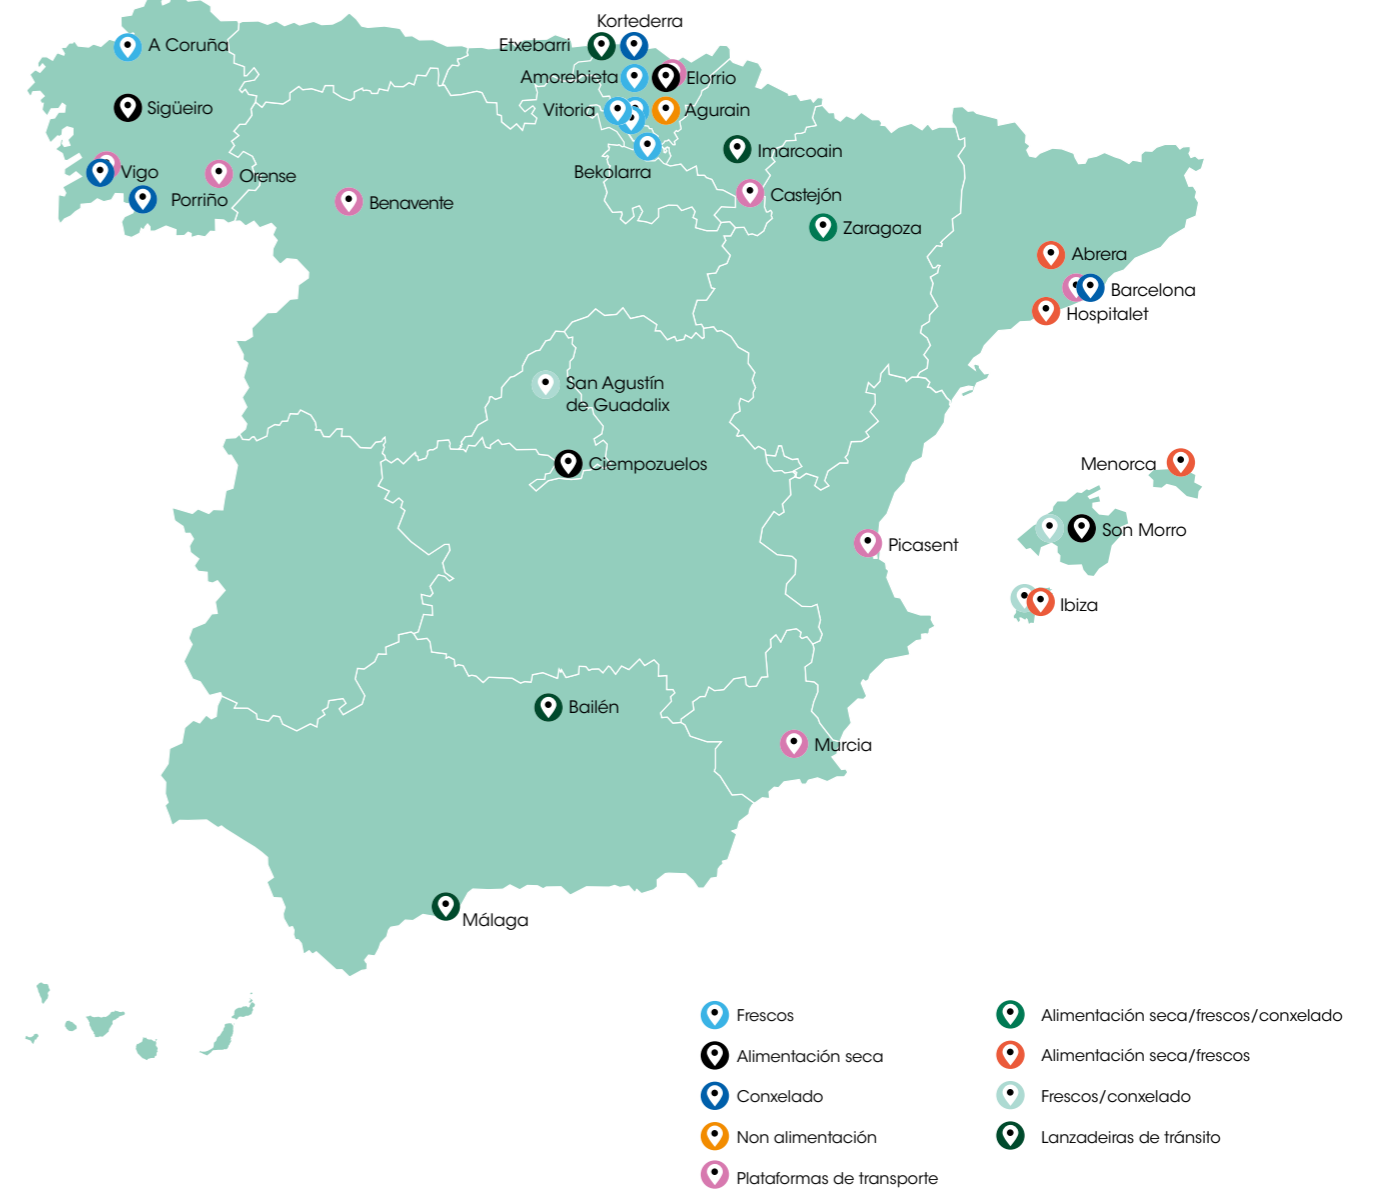 Kortederra
A Coruña
Etxebarri
Amorebieta
Elorrio
Sigüeiro
Vitoria
Agurain
Imarcoain
Vigo
Orense
Bekolarra
Porriño
Benavente
Castejón
Zaragoza
Abrera
Barcelona
Hospitalet
San Agustín
de Guadalix
Ciempozuelos
Menorca
Son Morro
Picasent
Ibiza
Bailén
Murcia
Málaga
Frescos
Alimentación seca
Conxelado
Non alimentación
Plataformas de transporte
Alimentación seca/frescos/conxelado
Alimentación seca/frescos
Frescos/conxelado
Lanzadeiras de tránsito